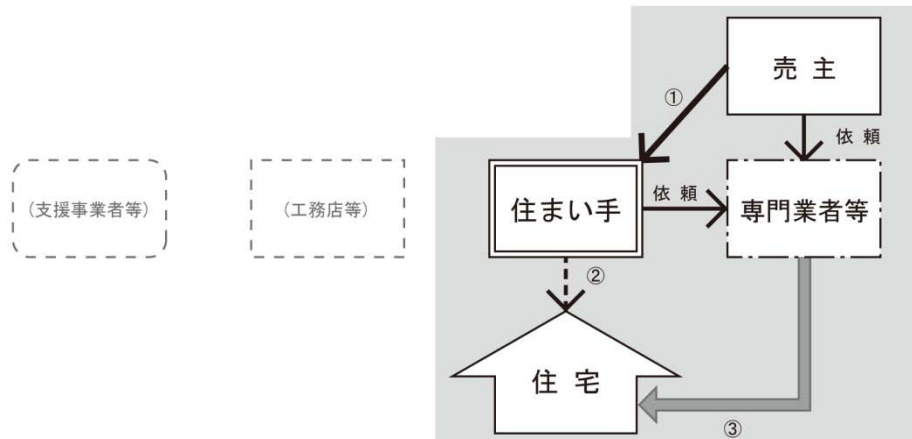 売 主
①
依 頼
(支援事業者等)
(工務店等)
住まい手
依 頼
専門業者等
②
住 宅
③